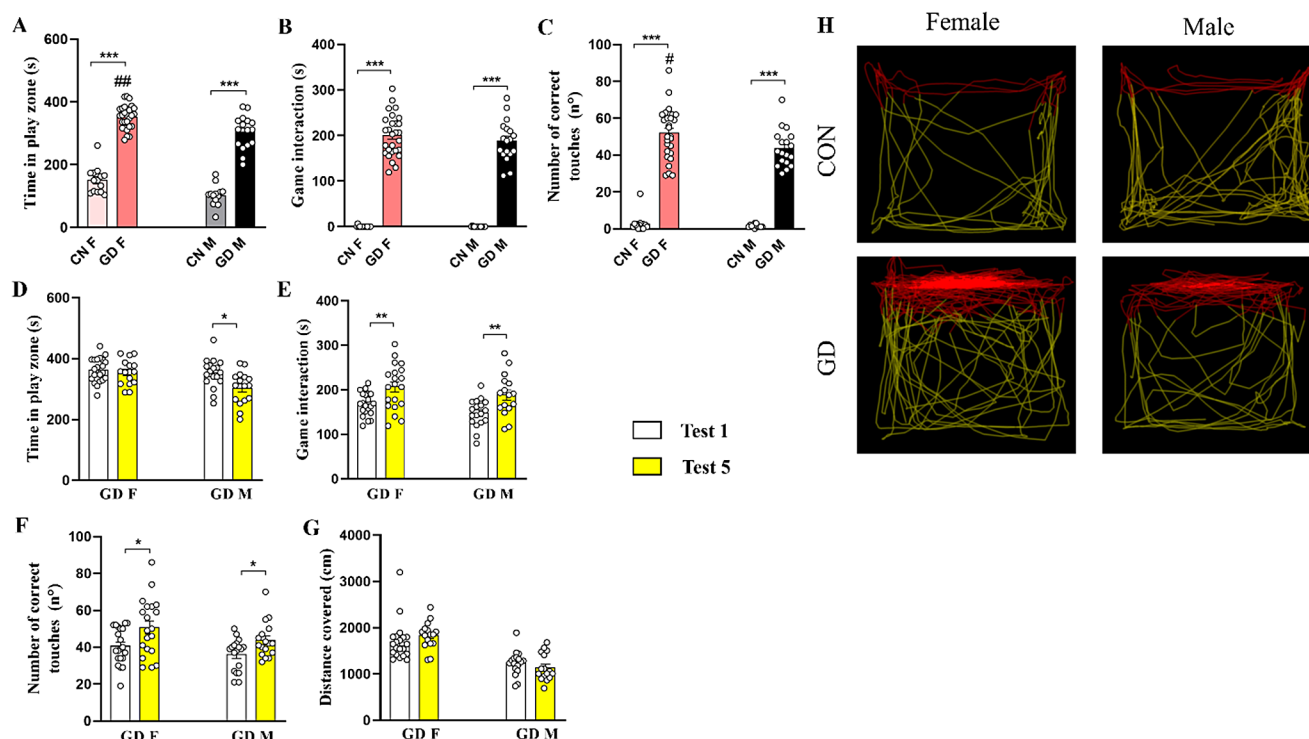 A
Time in play zone (s)
600
400
200
0
***
##
***
CN F
GD F
CN M
GD M
B
Game interaction (s)
400
300
200
100
0
***
***
CN F
GD F
CN M
GD M
C
Number of correct
touches (n°)
100
80
60
40
20
0
***
#
***
CN F
GD F
CN M
GD M
H
Female
Male
CON
GD
D
Time in play zone (s)
600
400
200
0
*
GD F
GD M
E
Game interaction (s)
400
300
200
100
0
**
**
GD F
GD M
Test 1
Test 5
F
Number of correct
touches (n°)
100
80
60
40
20
0
*
*
GD F
GD M
G
Distance covered (cm)
4000
3000
2000
1000
0
GD F
GD M